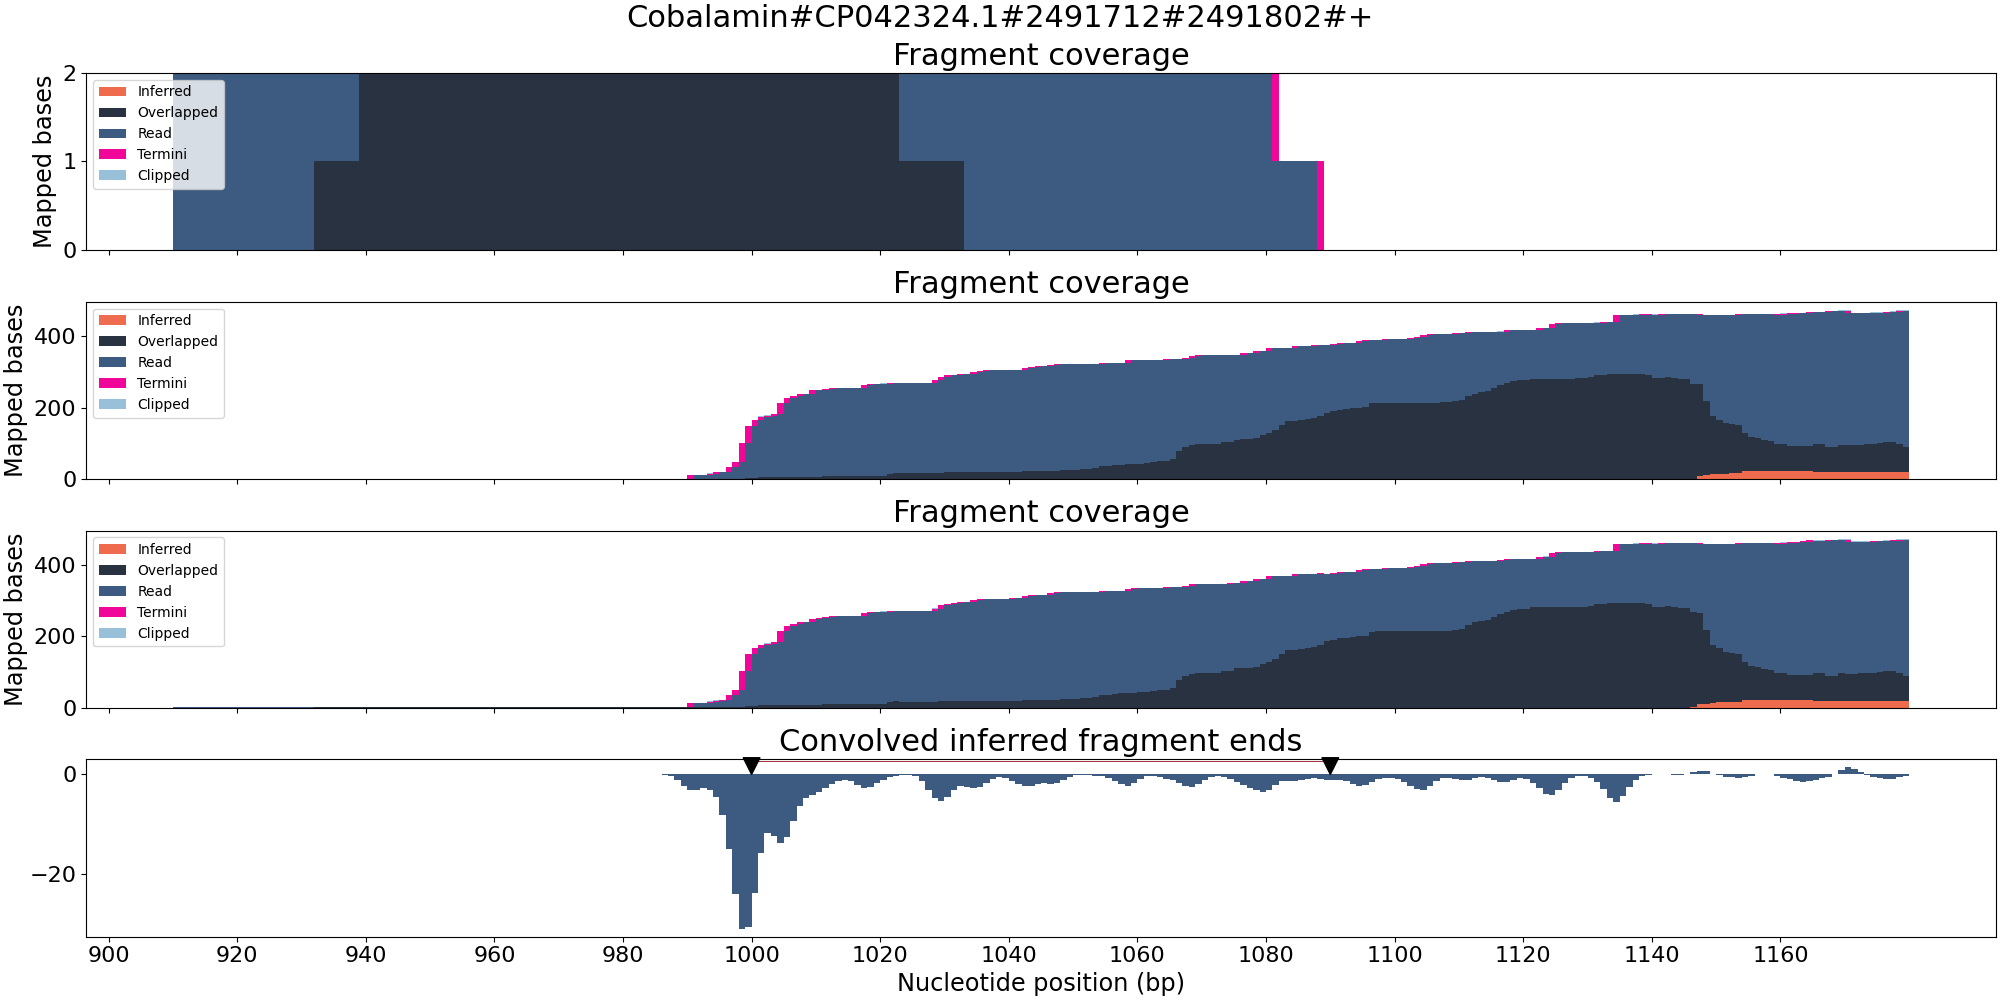 Cobalamin#CP042324.1#2491712#2491802#+
Fragment coverage
Mapped bases
2
1
0
Inferred
Overlapped
Read
Termini
Clipped
Fragment coverage
Mapped bases
400
200
0
Inferred
Overlapped
Read
Termini
Clipped
Fragment coverage
Mapped bases
400
200
0
Inferred
Overlapped
Read
Termini
Clipped
Convolved inferred fragment ends
0
−20
900 920 940 960 980 1000 1020 1040 1060 1080 1100 1120 1140 1160
Nucleotide position (bp)